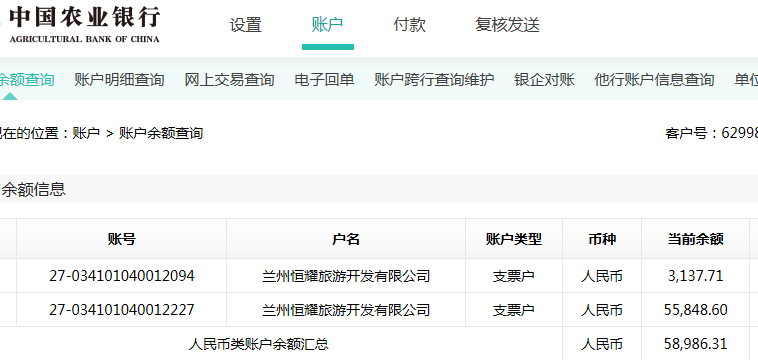 中国农业银行
AGRICULTURAL BANK OF CHINA
设置 账户 付款 复核发送
余额查询 账户明细查询 网上交易查询 电子回单 账户跨行查询维护 银企对账 他行账户信息查询 单位
现在的位置：账户 > 账户余额查询 客户号：62998
余额信息
账号 户名 账户类型 币种 当前余额
27-034101040012094 兰州恒耀旅游开发有限公司 支票户 人民币 3,137.71
27-034101040012227 兰州恒耀旅游开发有限公司 支票户 人民币 55,848.60
人民币类账户余额汇总 人民币 58,986.31